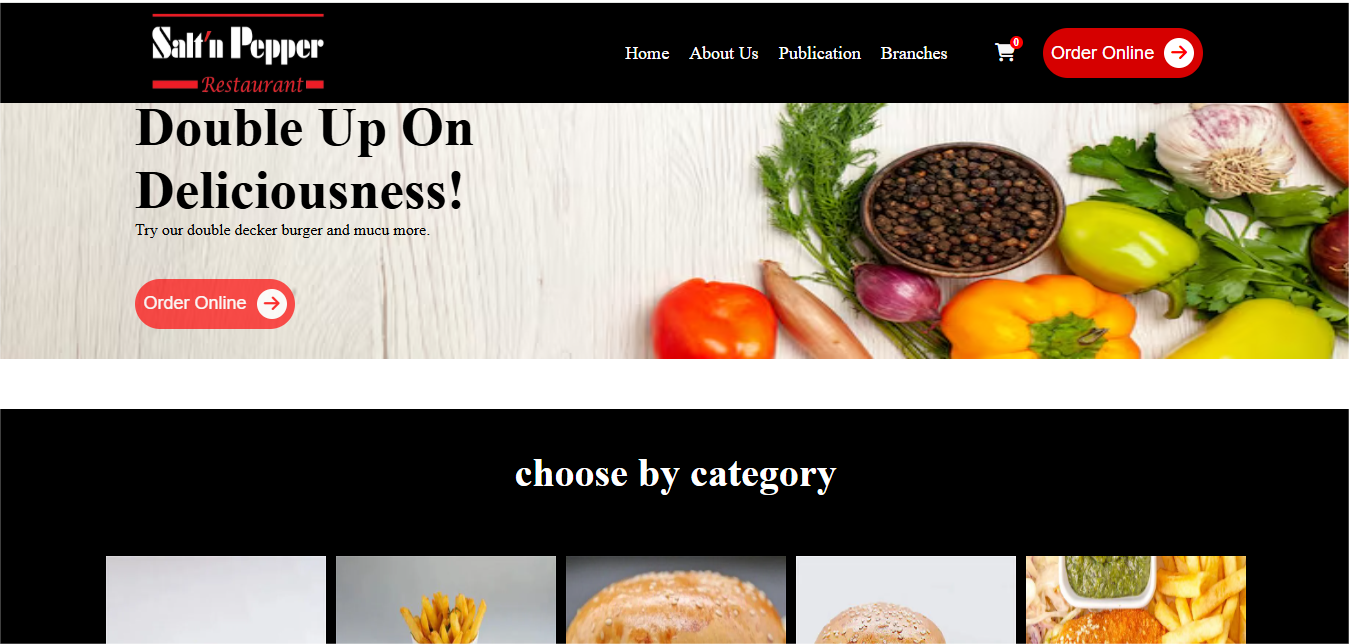 Salt'n Pepper
Restaurant
Home About Us Publication Branches 0 Order Online
Double Up On
Deliciousness!
Try our double decker burger and mucu more.
Order Online
choose by category